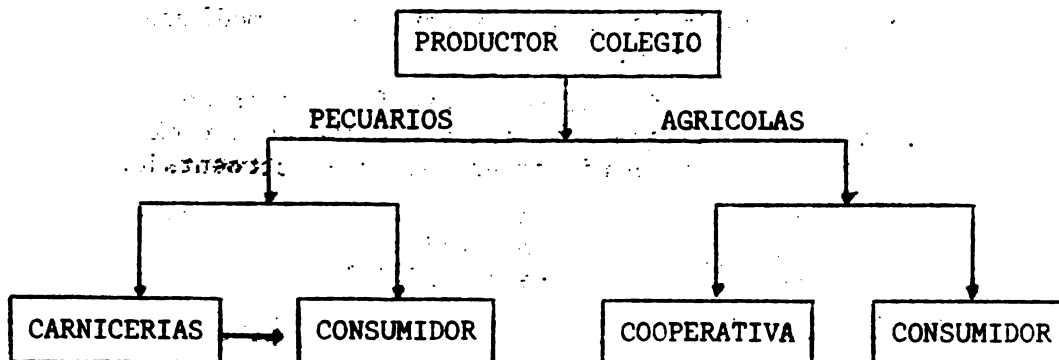 PRODUCTOR COLEGIO
PECUARIOS AGRICOLAS
CARNICERIAS CONSUMIDOR COOPERATIVA CONSUMIDOR